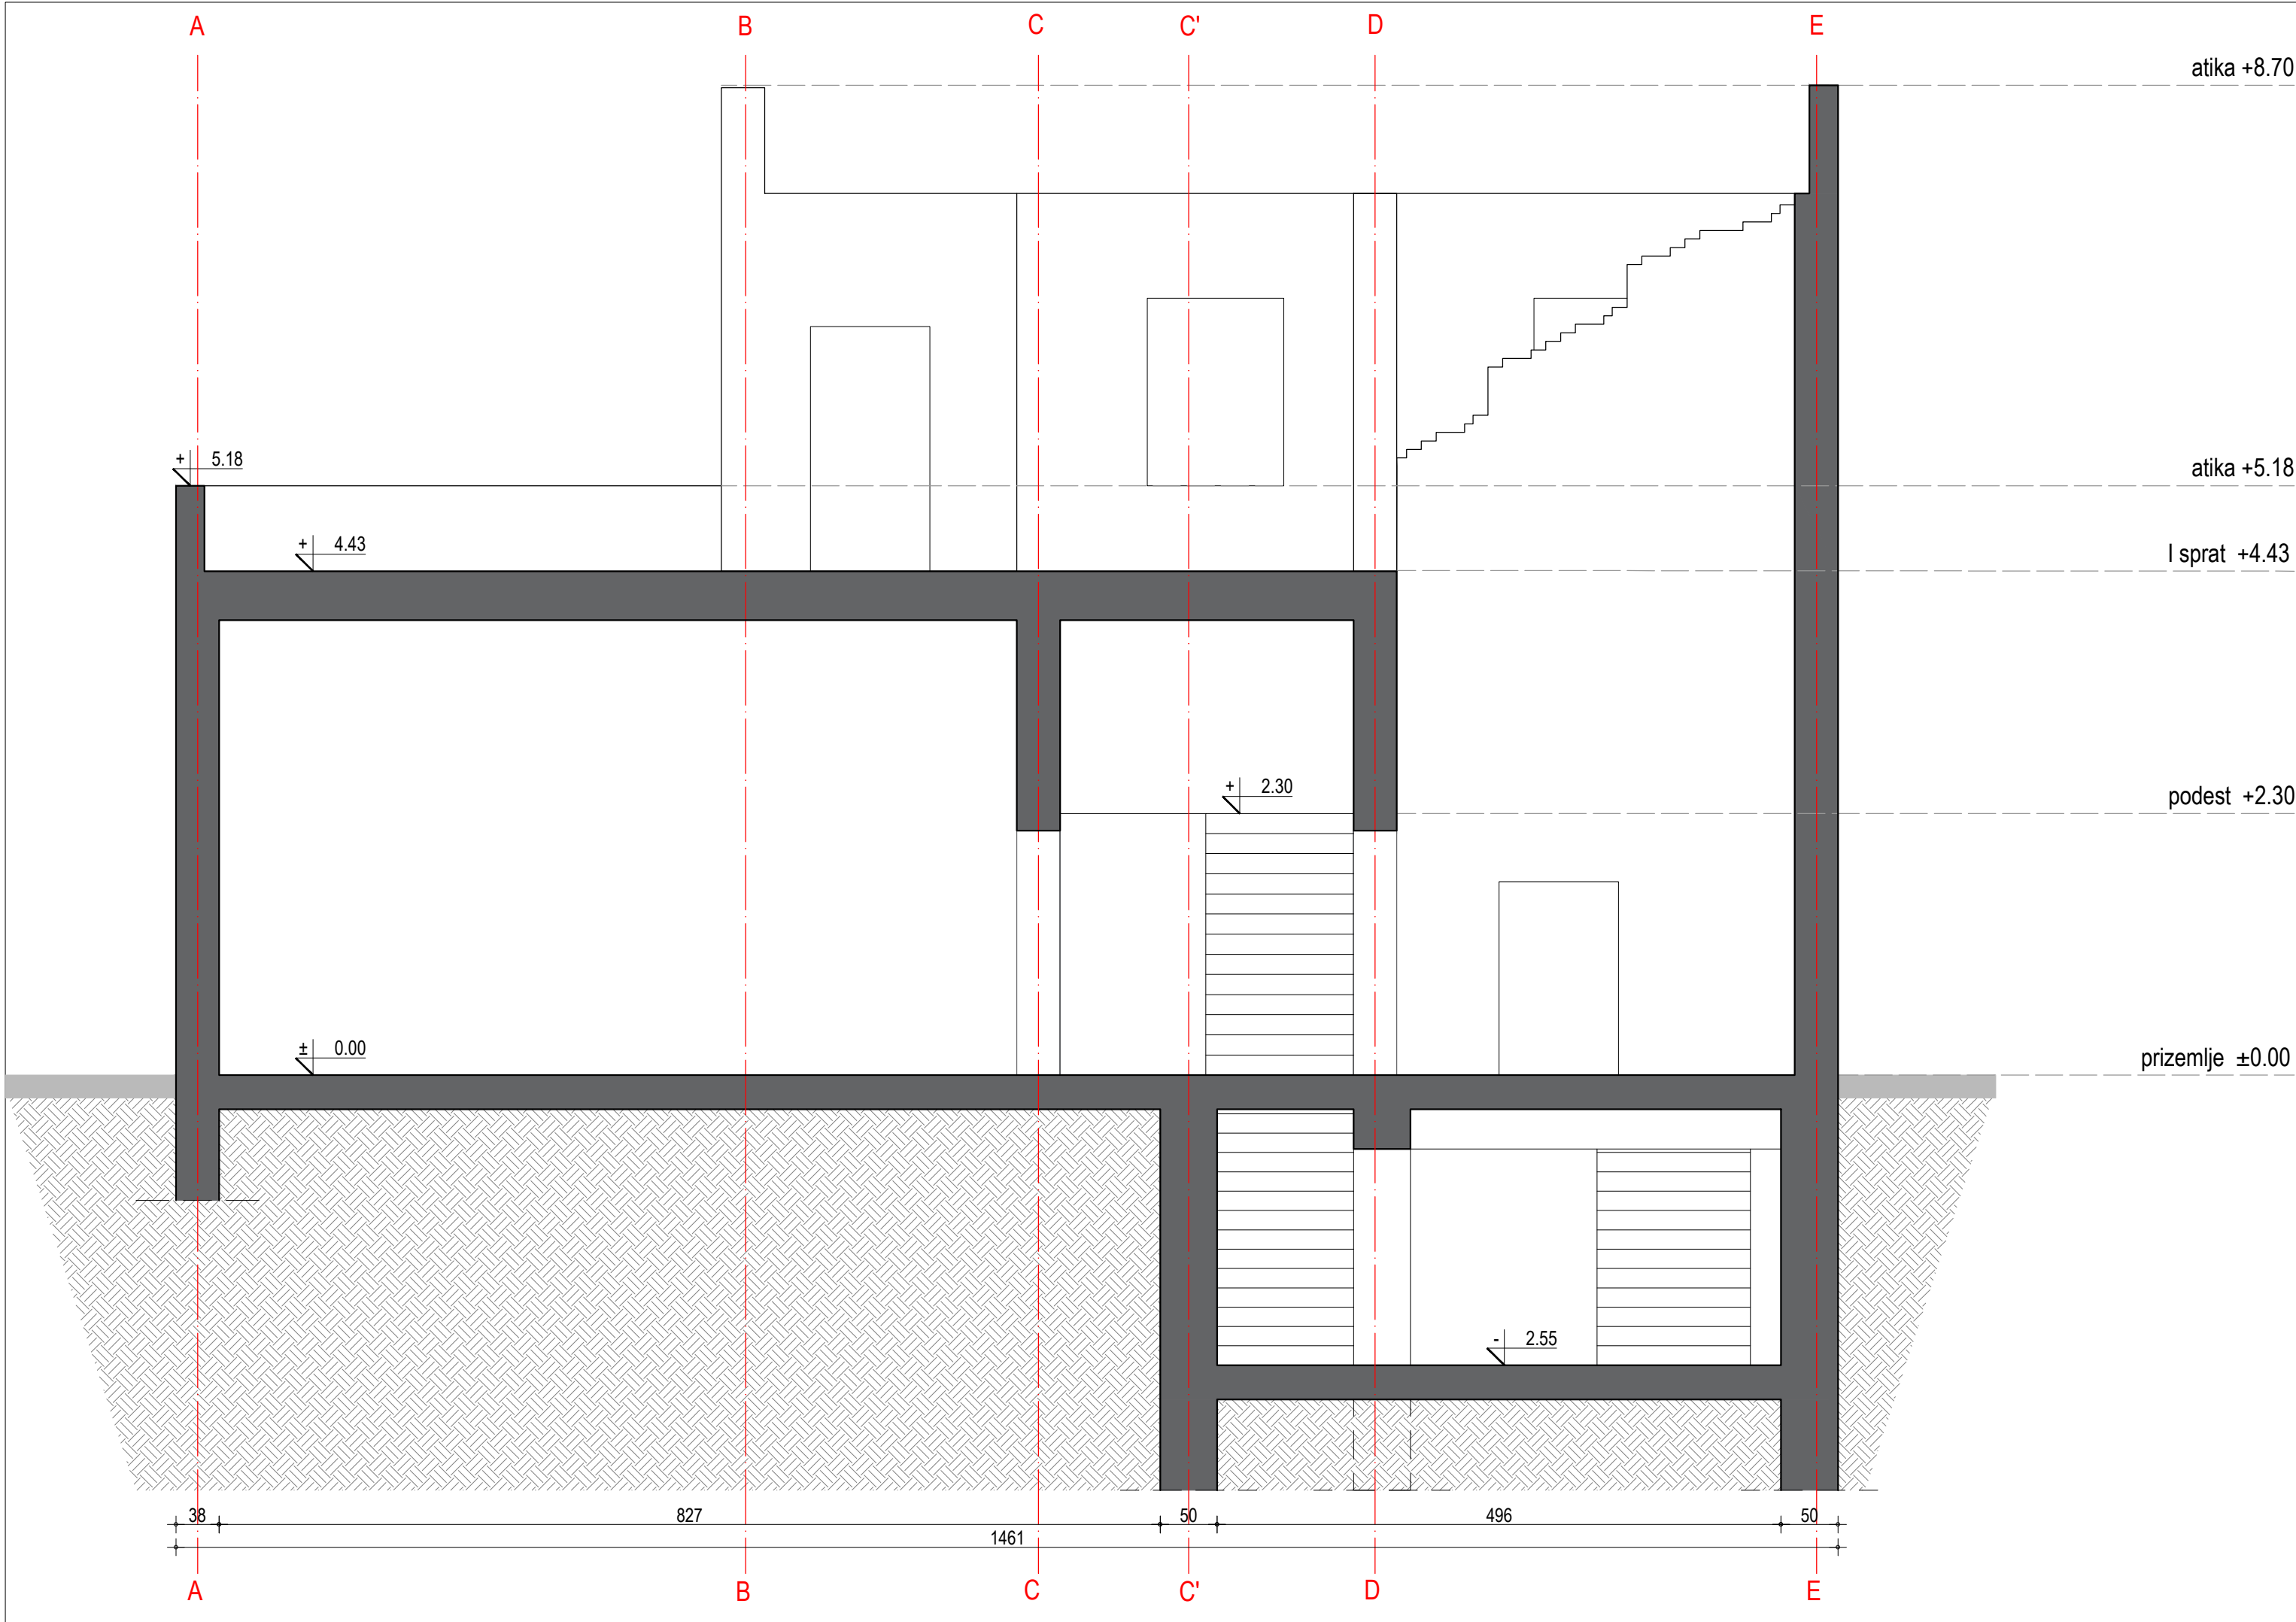 A B C C' D E
atika +8.70
+ 5.18
atika +5.18
+ 4.43
I sprat +4.43
+ 2.30
podest +2.30
± 0.00
prizemlje ±0.00
- 2.55
38 827 50 496 50
1461
A B C C' D E